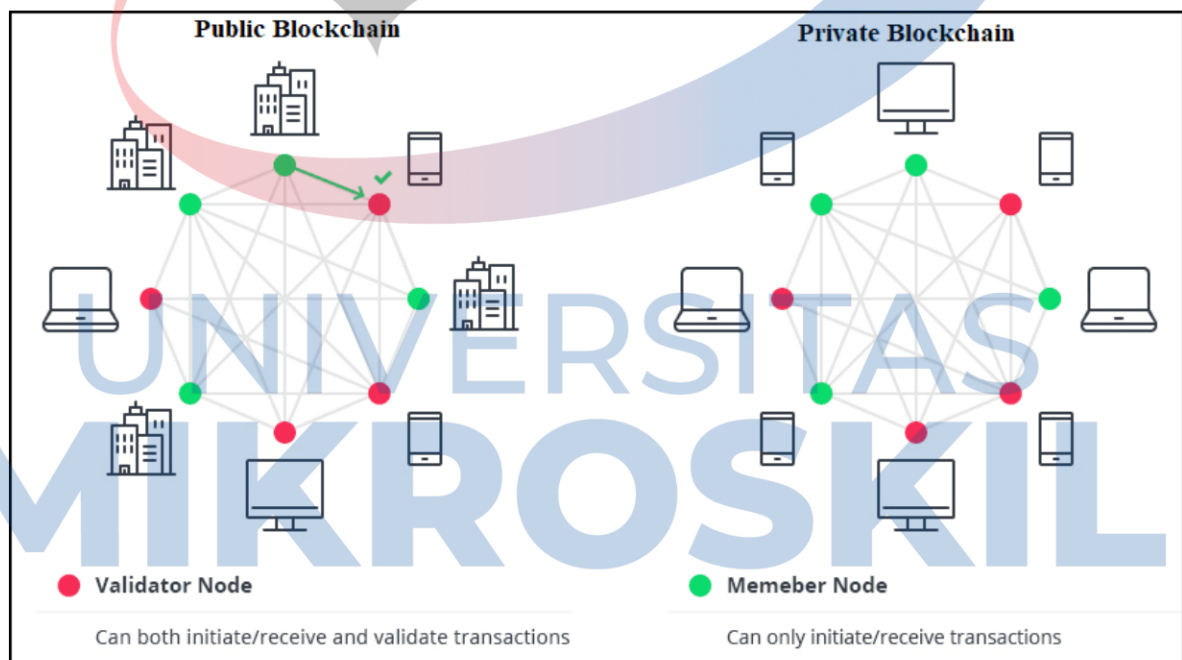 Public Blockchain
Private Blockchain
UNIVERSITAS
MIKROSKIL
Validator Node
Memeber Node
Can both initiate/receive and validate transactions
Can only initiate/receive transactions